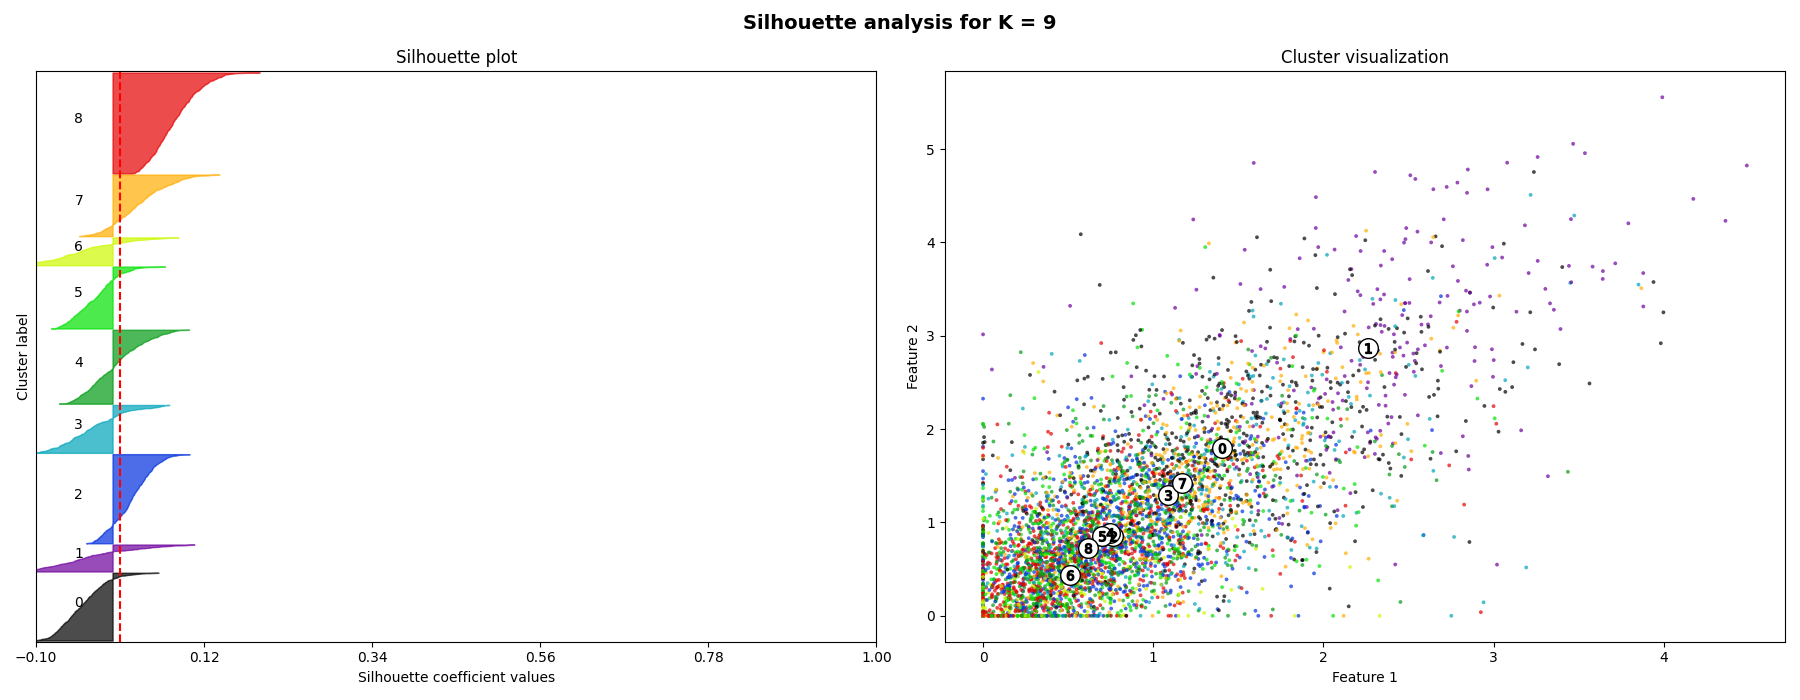 Silhouette analysis for K = 9
Silhouette plot
Cluster label
8
7
6
5
4
3
2
1
0
−0.10 0.12 0.34 0.56 0.78 1.00
Silhouette coefficient values
Cluster visualization
Feature 2
5
4
3
2
1
0
1
0
7
3
4
5
2
8
6
0 1 2 3 4
Feature 1